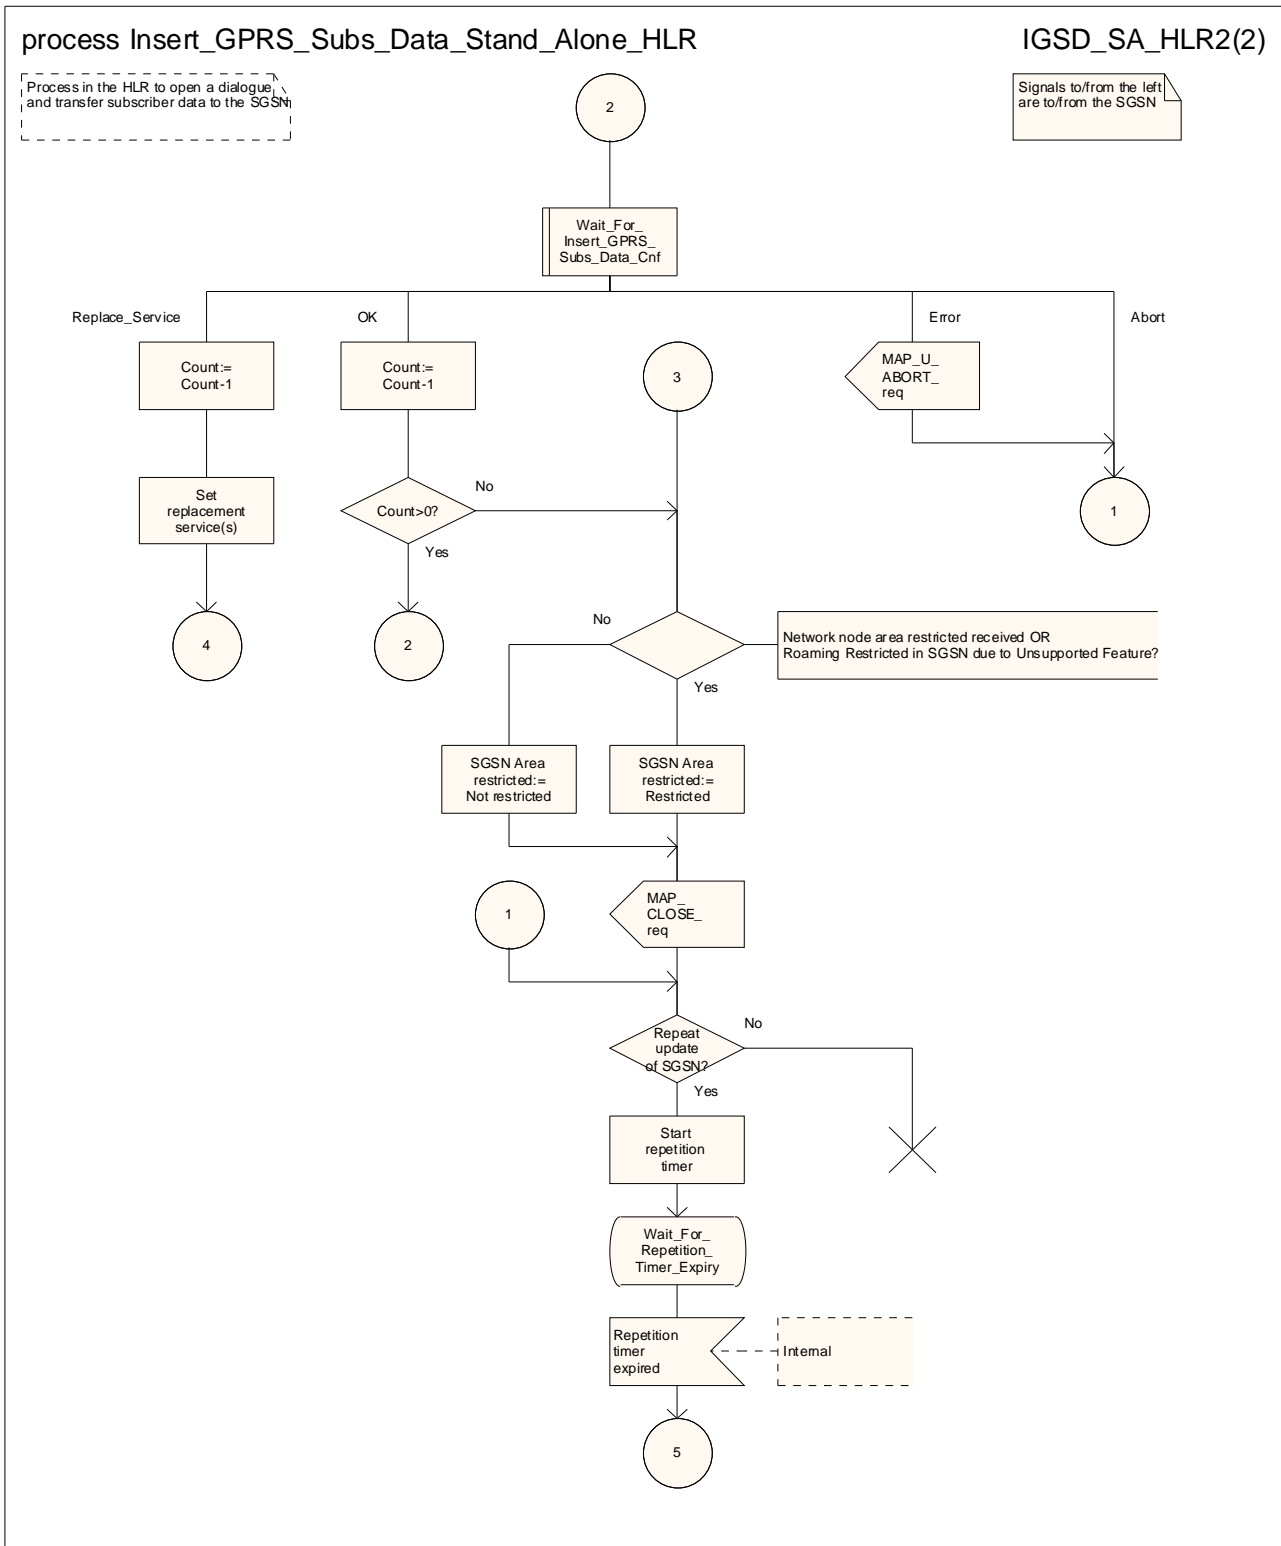 process Insert_GPRS_Subs_Data_Stand_Alone_HLR
IGSD_SA_HLR2(2)
Process in the HLR to open a dialogue
and transfer subscriber data to the SGSN
2
Signals to/from the left
are to/from the SGSN
Wait_For_
Insert_GPRS_
Subs_Data_Cnf
Replace_Service
OK
Error
Abort
Count:=
Count-1
Count:=
Count-1
3
MAP_U_
ABORT_
req
Set
replacement
service(s)
Count>0?
No
Yes
1
4
2
No
Yes
Network node area restricted received OR
Roaming Restricted in SGSN due to Unsupported Feature?
SGSN Area
restricted:=
Not restricted
SGSN Area
restricted:=
Restricted
1
MAP_
CLOSE_
req
Repeat
update
of SGSN?
No
Yes
Start
repetition
timer
Wait_For_
Repetition_
Timer_Expiry
Repetition
timer
expired
Internal
5